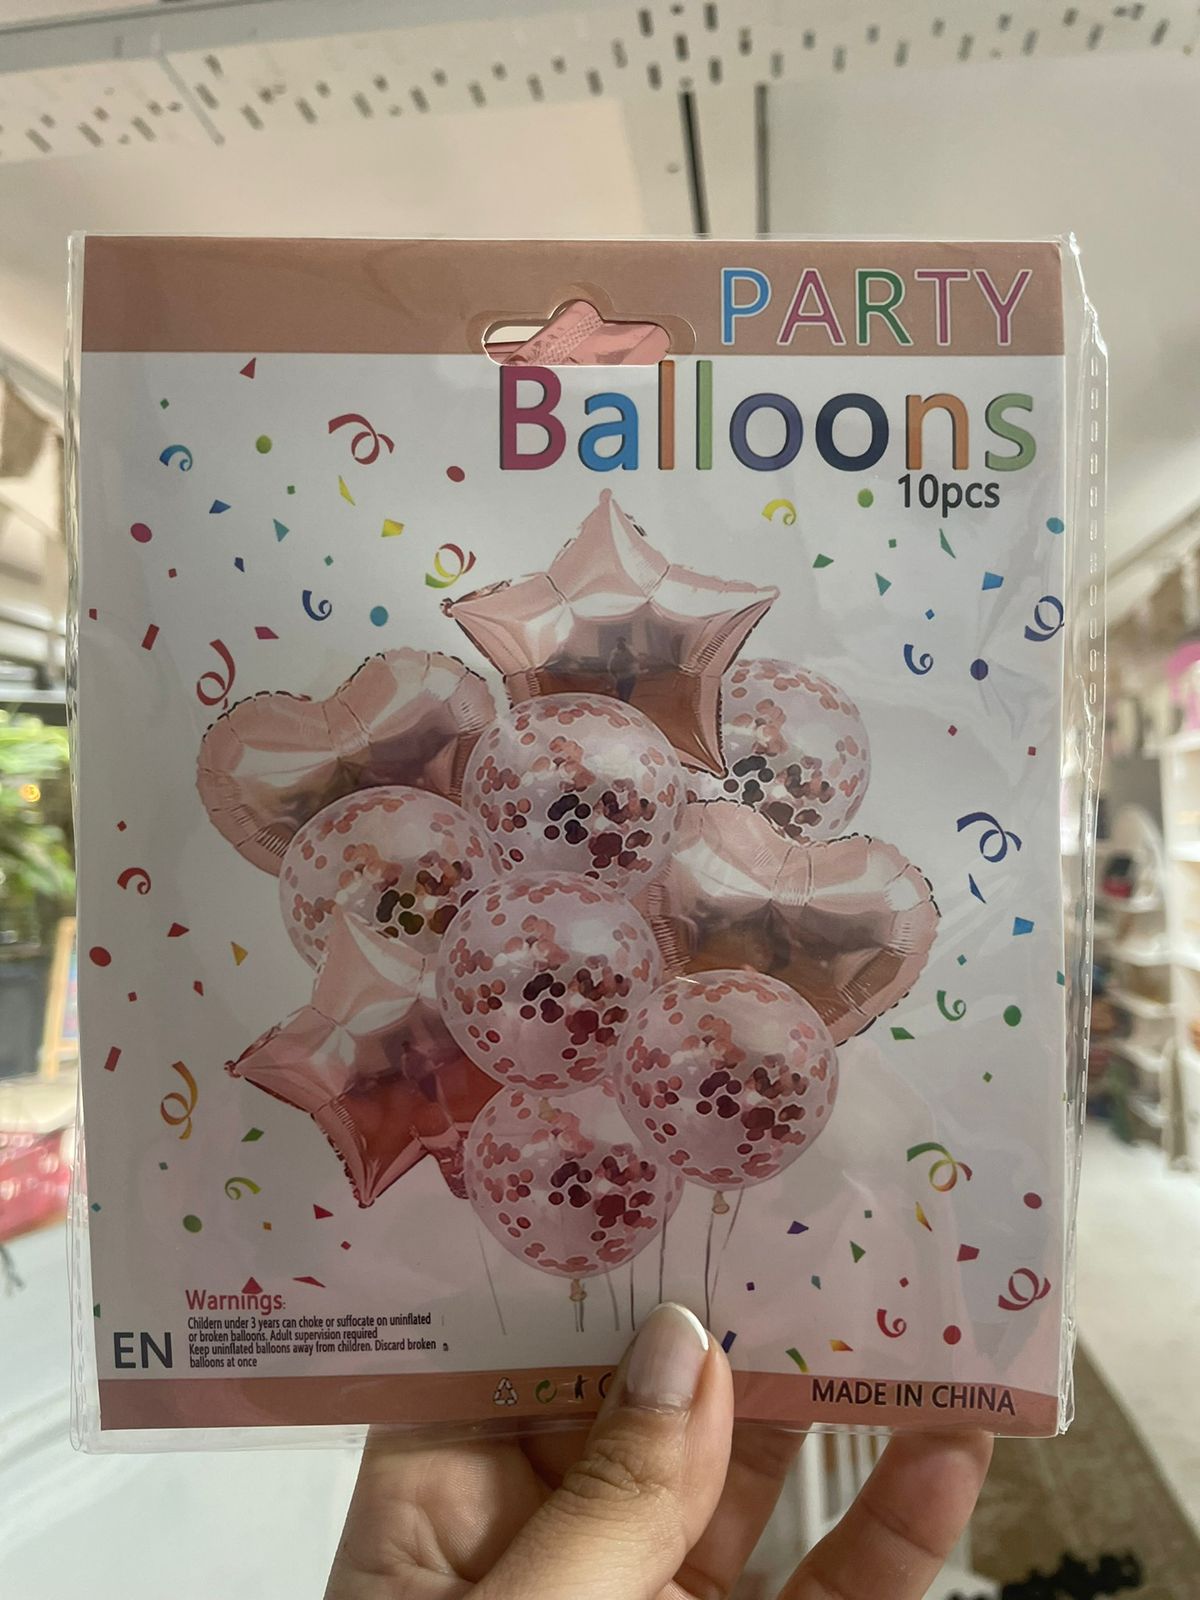 PARTY
Balloons
10pcs
Warnings:
Childern under 3 years can choke or suffocate on uninflated
or broken balloons. Adult supervision required
Keep uninflated balloons away from children. Discard broken
balloons at once
EN
MADE IN CHINA